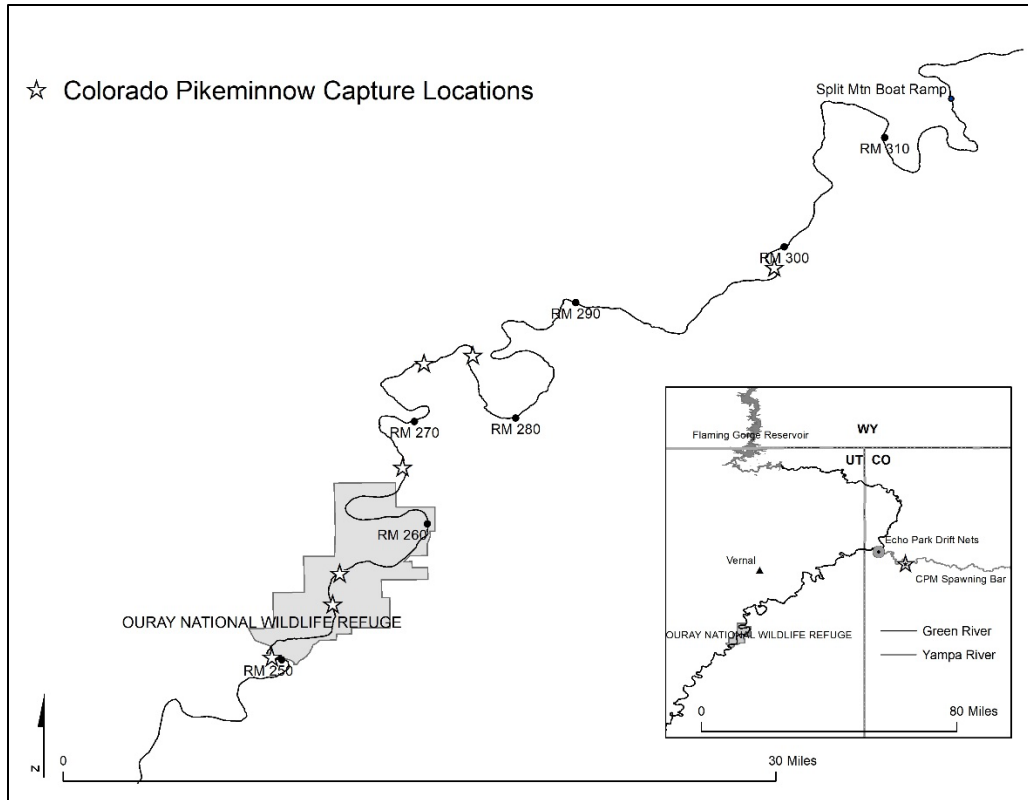 Colorado Pikeminnow Capture Locations
Split Mtn Boat Ramp
RM 310
RM 300
RM 290
RM 280
RM 270
RM 260
OURAY NATIONAL WILDLIFE REFUGE
RM 250
N
0
30 Miles
WY
Flaming Gorge Reservoir
UT
CO
Echo Park Drift Nets
Vernal
CPM Spawning Bar
OURAY NATIONAL WILDLIFE REFUGE
Green River
Yampa River
0
80 Miles